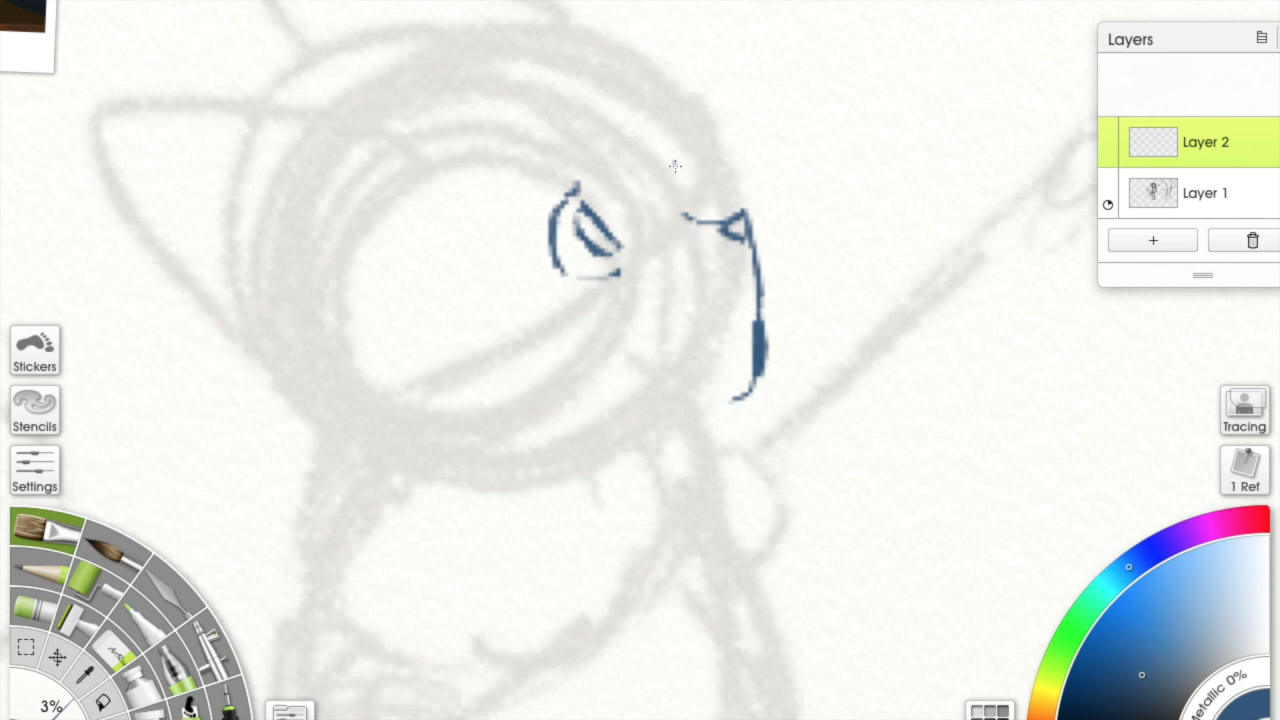 Layers
Layer 2
Layer 1
+
Stickers
Stencils
Settings
Tracing
1 Ref
3%
Metallic 0%